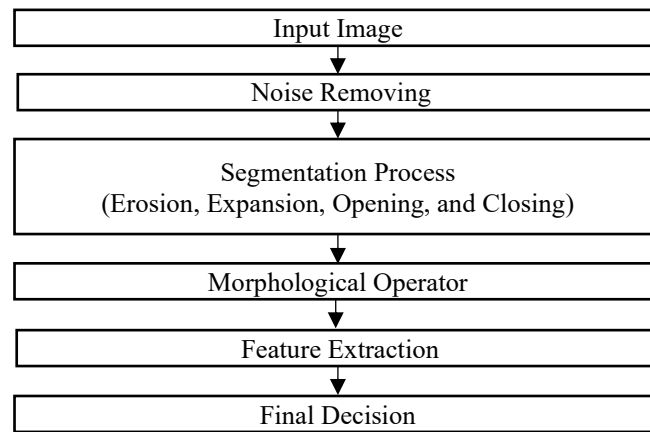 Input Image
Noise Removing
Segmentation Process
(Erosion, Expansion, Opening, and Closing)
Morphological Operator
Feature Extraction
Final Decision